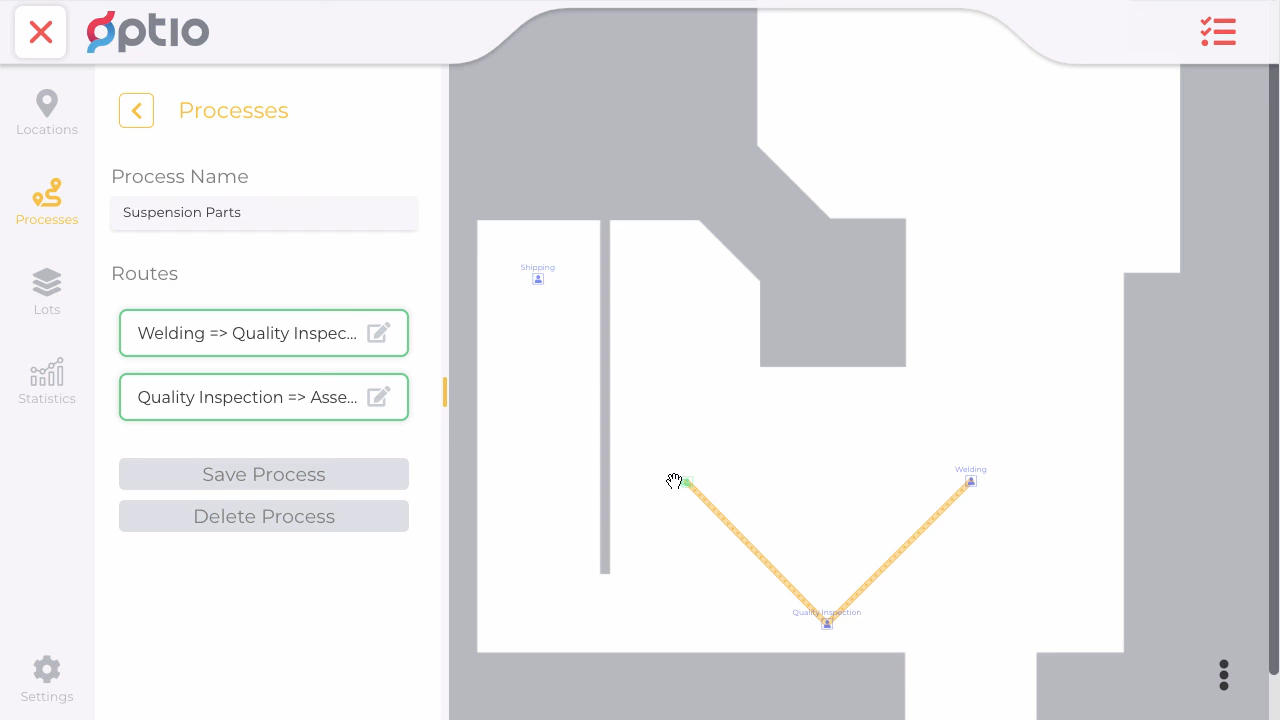 optio
Locations
Processes
Lots
Statistics
Settings
Processes
Process Name
Suspension Parts
Routes
Welding => Quality Inspec...
Quality Inspection => Asse...
Save Process
Delete Process
Shipping
Welding
Quality Inspection